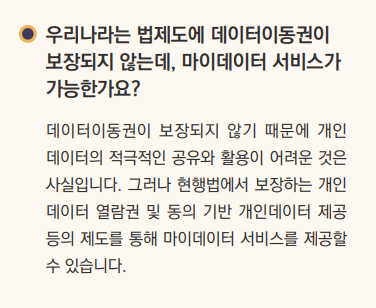 우리나라는 법제도에 데이터이동권이
보장되지 않는데, 마이데이터 서비스가
가능한가요?
데이터이동권이 보장되지 않기 때문에 개인
데이터의 적극적인 공유와 활용이 어려운 것은
사실입니다. 그러나 현행법에서 보장하는 개인
데이터 열람권 및 동의 기반 개인데이터 제공
등의 제도를 통해 마이데이터 서비스를 제공할
수 있습니다.